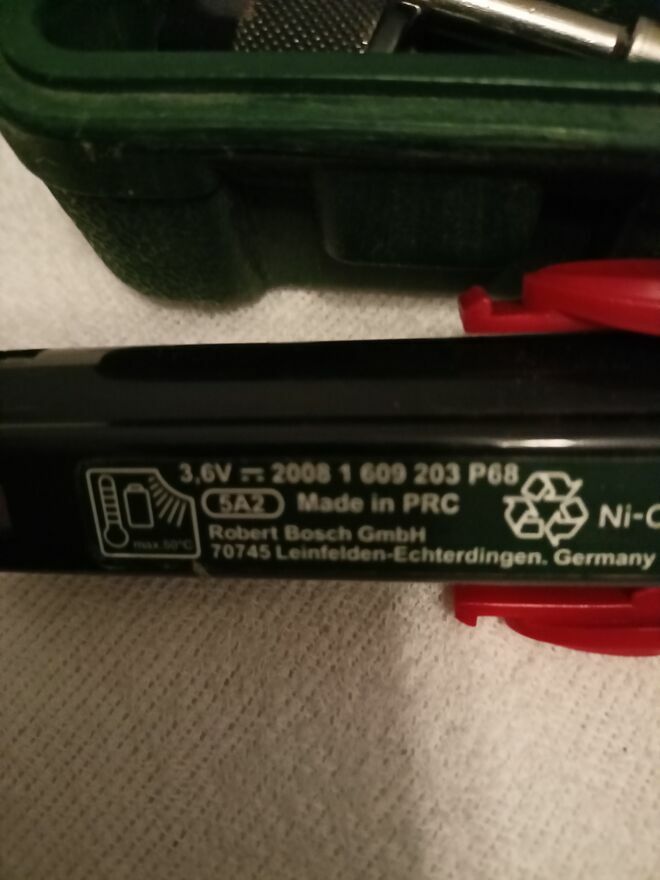 3,6V ⎓ 2008 1 609 203 P68
5A2 Made in PRC
Ni-C
Robert Bosch GmbH
70745 Leinfelden-Echterdingen. Germany
max.50°C